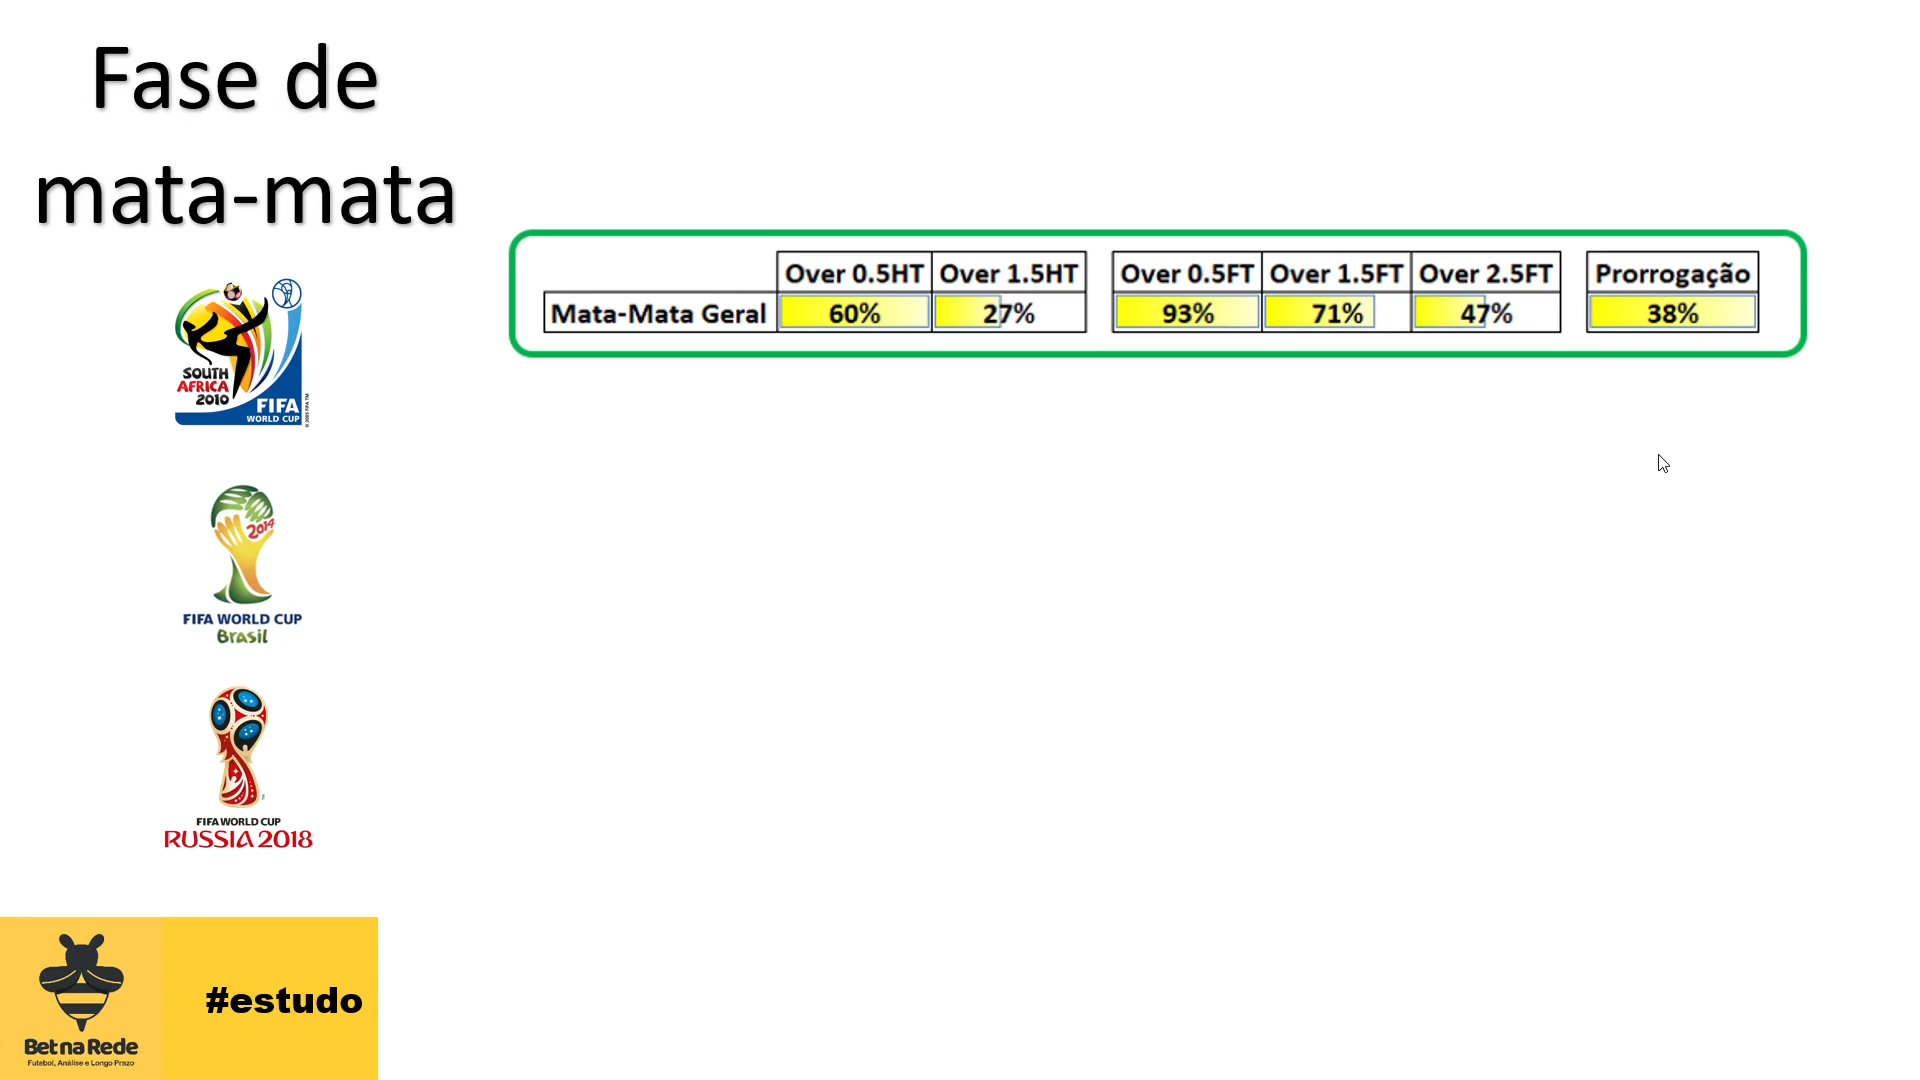 Fase de
mata-mata
Over 0.5HT Over 1.5HT Over 0.5FT Over 1.5FT Over 2.5FT Prorrogação
Mata-Mata Geral 60% 27% 93% 71% 47% 38%
SOUTH
AFRICA
2010
FIFA
WORLD CUP
2014
FIFA WORLD CUP
Brasil
FIFA WORLD CUP
RUSSIA 2018
#estudo
Bet na Rede
Futebol, Análise e Longo Prazo